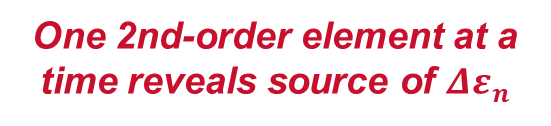 One 2nd-order element at a
time reveals source of Δεₙ